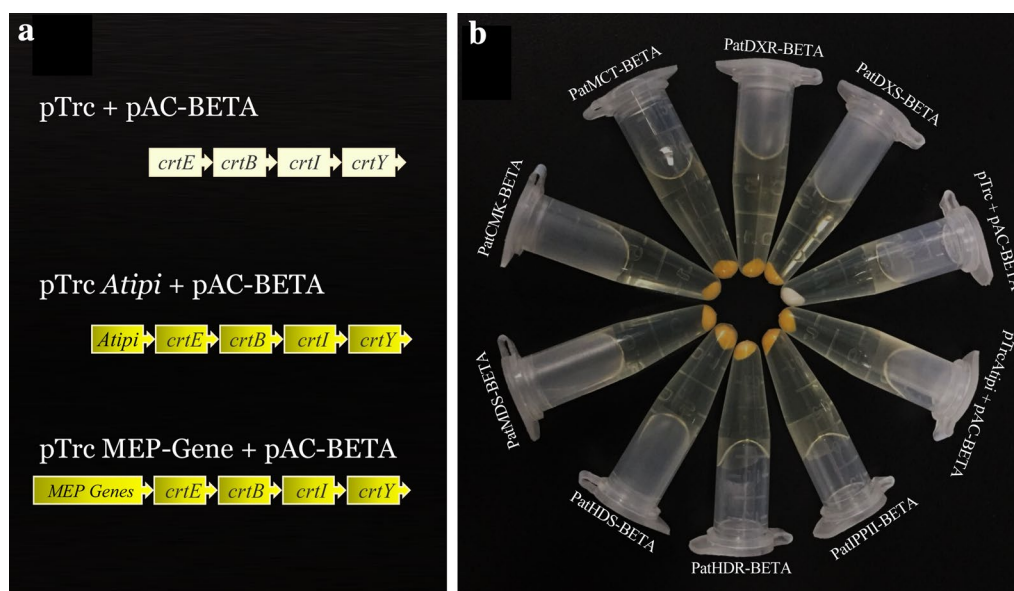 a
pTrc + pAC-BETA
crtE crtB crtI crtY
pTrc Atipi + pAC-BETA
Atipi crtE crtB crtI crtY
pTrc MEP-Gene + pAC-BETA
MEP Genes crtE crtB crtI crtY
b
PatDXR-BETA
PatDXS-BETA
pTrc + pAC-BETA
pTrcAtipi + pAC-BETA
PatIPPII-BETA
PatHDR-BETA
PatHDS-BETA
PatMDS-BETA
PatCMK-BETA
PatMCT-BETA